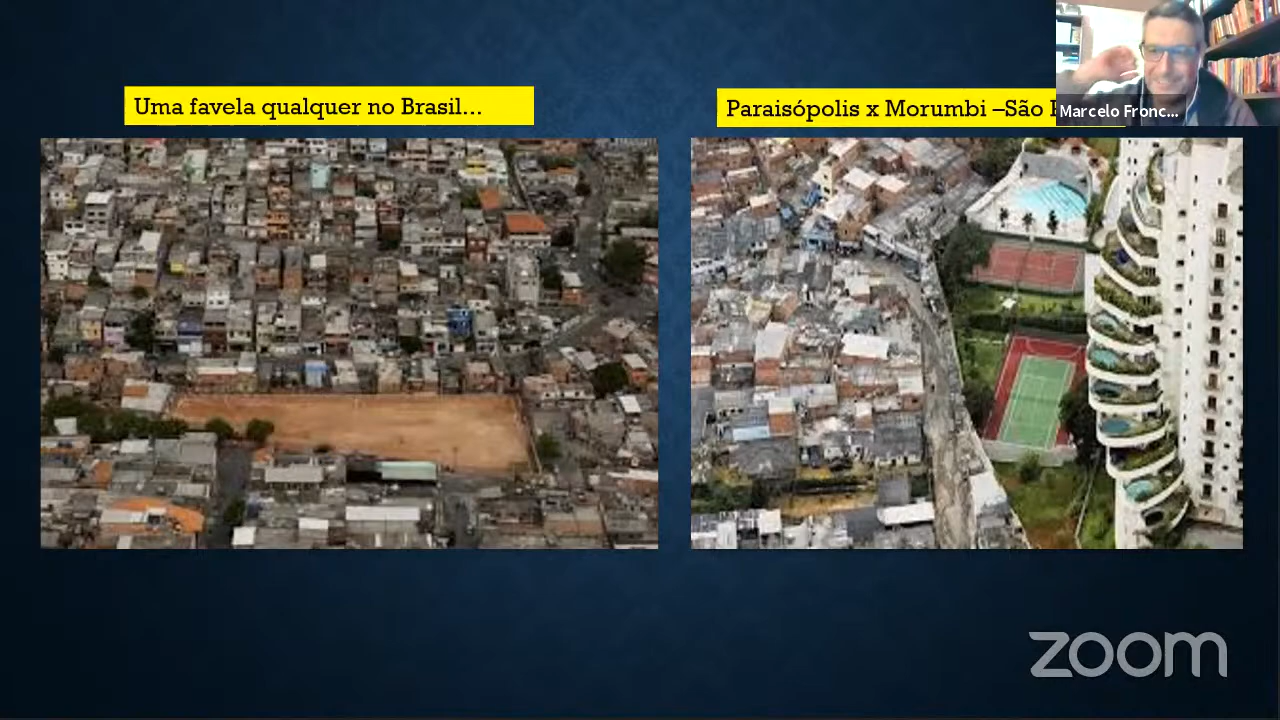 Uma favela qualquer no Brasil...
Paraisópolis x Morumbi –São
Marcelo Fronc...
zoom